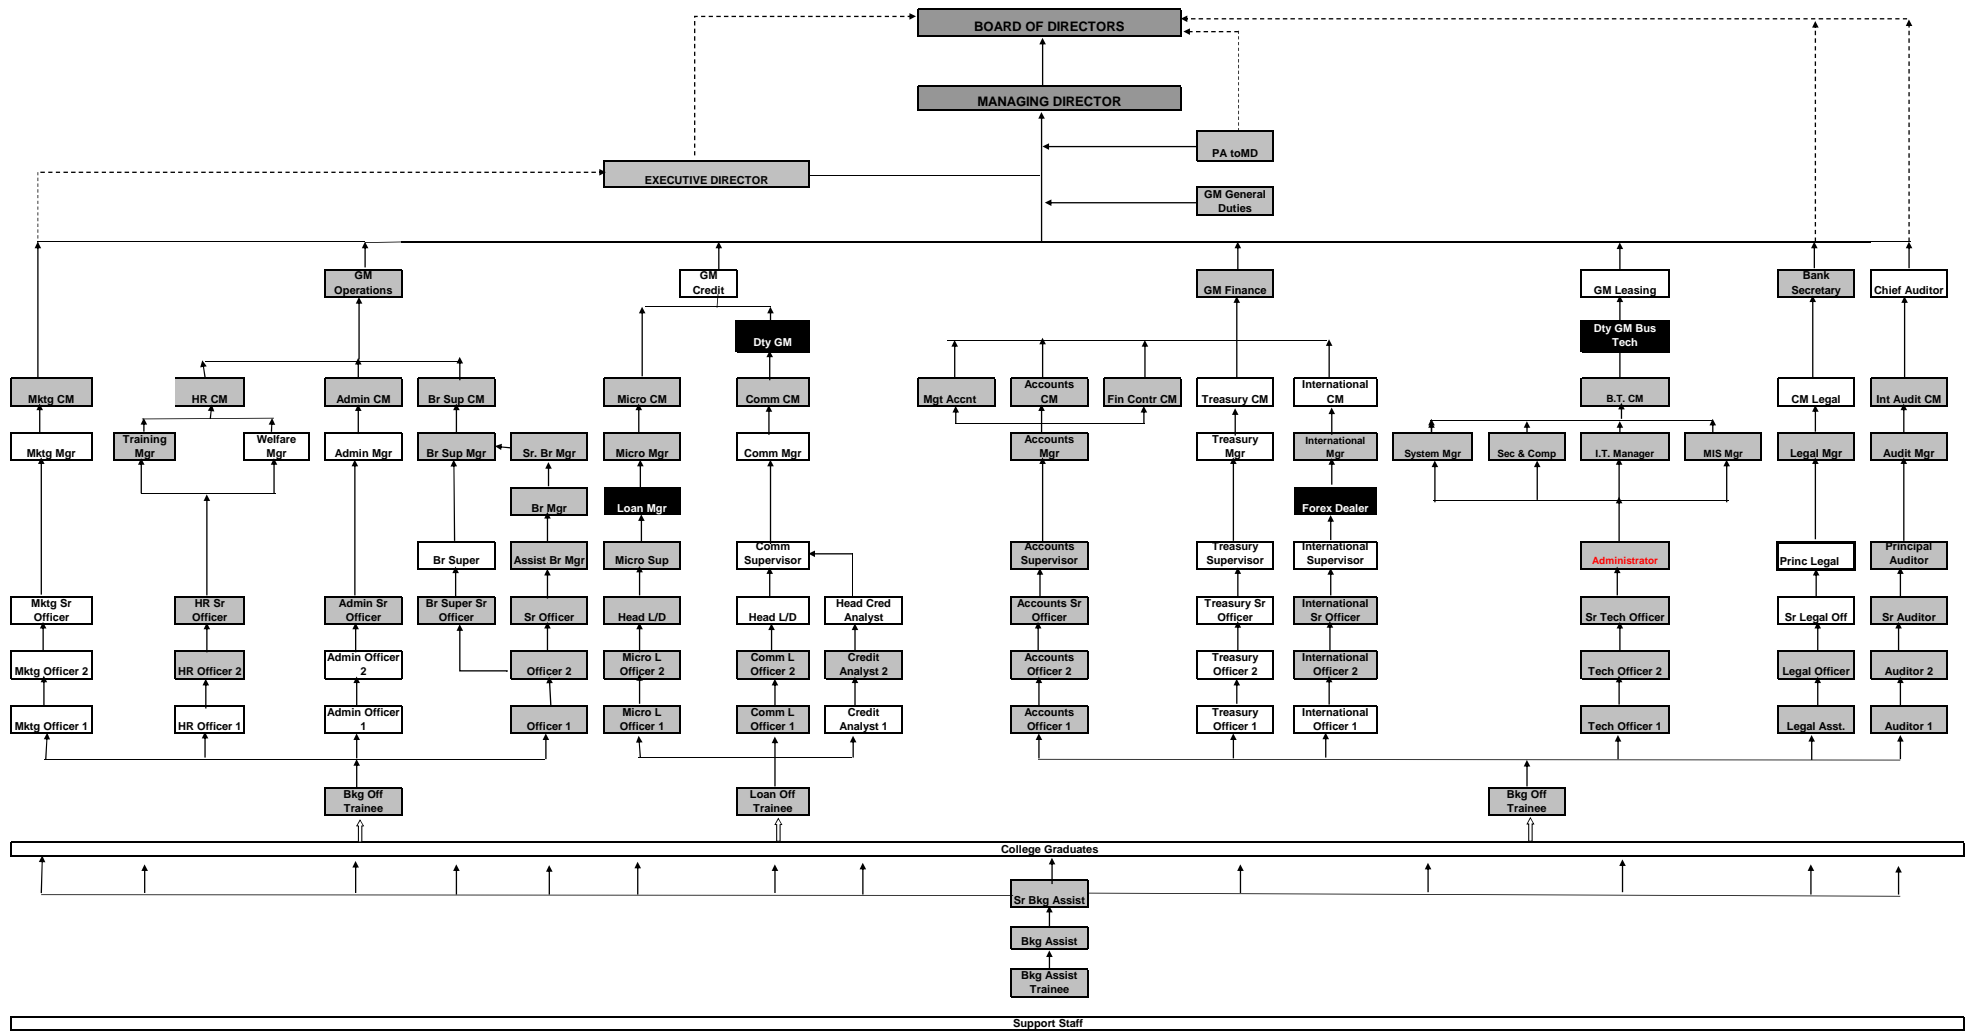 BOARD OF DIRECTORS
MANAGING DIRECTOR
PA toMD
EXECUTIVE DIRECTOR
GM General
Duties
GM
Operations
GM
Credit
GM Finance
GM Leasing
Bank
Secretary
Chief Auditor
Dty GM
Dty GM Bus
Tech
Mktg CM
HR CM
Admin CM
Br Sup CM
Micro CM
Comm CM
Mgt Accnt
Accounts
CM
Fin Contr CM
Treasury CM
International
CM
B.T. CM
CM Legal
Int Audit CM
Mktg Mgr
Training
Mgr
Welfare
Mgr
Admin Mgr
Br Sup Mgr
Sr. Br Mgr
Micro Mgr
Comm Mgr
Accounts
Mgr
Treasury
Mgr
International
Mgr
System Mgr
Sec & Comp
I.T. Manager
MIS Mgr
Legal Mgr
Audit Mgr
Br Mgr
Loan Mgr
Forex Dealer
Br Super
Assist Br Mgr
Micro Sup
Comm
Supervisor
Accounts
Supervisor
Treasury
Supervisor
International
Supervisor
Administrator
Princ Legal
Principal
Auditor
Mktg Sr
Officer
HR Sr
Officer
Admin Sr
Officer
Br Super Sr
Officer
Sr Officer
Head L/D
Head L/D
Head Cred
Analyst
Accounts Sr
Officer
Treasury Sr
Officer
International
Sr Officer
Sr Tech Officer
Sr Legal Off
Sr Auditor
Mktg Officer 2
HR Officer 2
Admin Officer
2
Officer 2
Micro L
Officer 2
Comm L
Officer 2
Credit
Analyst 2
Accounts
Officer 2
Treasury
Officer 2
International
Officer 2
Tech Officer 2
Legal Officer
Auditor 2
Mktg Officer 1
HR Officer 1
Admin Officer
1
Officer 1
Micro L
Officer 1
Comm L
Officer 1
Credit
Analyst 1
Accounts
Officer 1
Treasury
Officer 1
International
Officer 1
Tech Officer 1
Legal Asst.
Auditor 1
Bkg Off
Trainee
Loan Off
Trainee
Bkg Off
Trainee
College Graduates
Sr Bkg Assist
Bkg Assist
Bkg Assist
Trainee
Support Staff